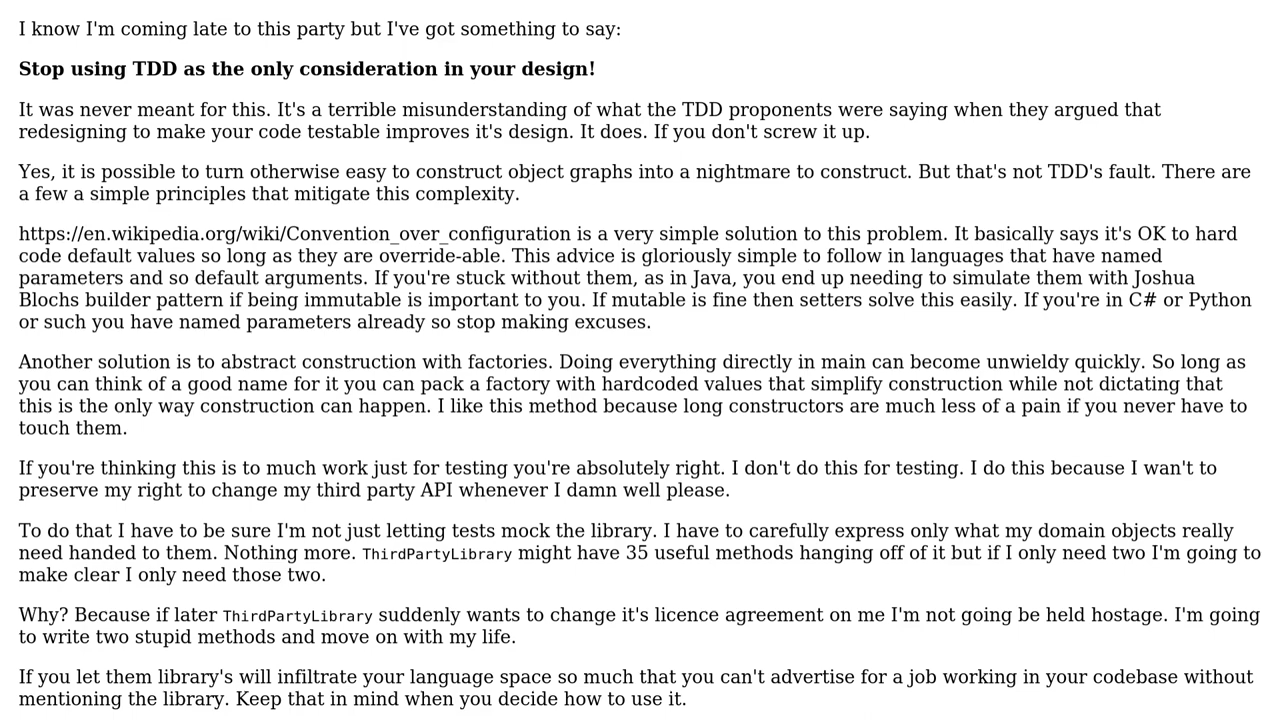 I know I'm coming late to this party but I've got something to say:
Stop using TDD as the only consideration in your design!
It was never meant for this. It's a terrible misunderstanding of what the TDD proponents were saying when they argued that
redesigning to make your code testable improves it's design. It does. If you don't screw it up.
Yes, it is possible to turn otherwise easy to construct object graphs into a nightmare to construct. But that's not TDD's fault. There are
a few a simple principles that mitigate this complexity.
https://en.wikipedia.org/wiki/Convention_over_configuration is a very simple solution to this problem. It basically says it's OK to hard
code default values so long as they are override-able. This advice is gloriously simple to follow in languages that have named
parameters and so default arguments. If you're stuck without them, as in Java, you end up needing to simulate them with Joshua
Blochs builder pattern if being immutable is important to you. If mutable is fine then setters solve this easily. If you're in C# or Python
or such you have named parameters already so stop making excuses.
Another solution is to abstract construction with factories. Doing everything directly in main can become unwieldy quickly. So long as
you can think of a good name for it you can pack a factory with hardcoded values that simplify construction while not dictating that
this is the only way construction can happen. I like this method because long constructors are much less of a pain if you never have to
touch them.
If you're thinking this is to much work just for testing you're absolutely right. I don't do this for testing. I do this because I wan't to
preserve my right to change my third party API whenever I damn well please.
To do that I have to be sure I'm not just letting tests mock the library. I have to carefully express only what my domain objects really
need handed to them. Nothing more. ThirdPartyLibrary might have 35 useful methods hanging off of it but if I only need two I'm going to
make clear I only need those two.
Why? Because if later ThirdPartyLibrary suddenly wants to change it's licence agreement on me I'm not going be held hostage. I'm going
to write two stupid methods and move on with my life.
If you let them library's will infiltrate your language space so much that you can't advertise for a job working in your codebase without
mentioning the library. Keep that in mind when you decide how to use it.